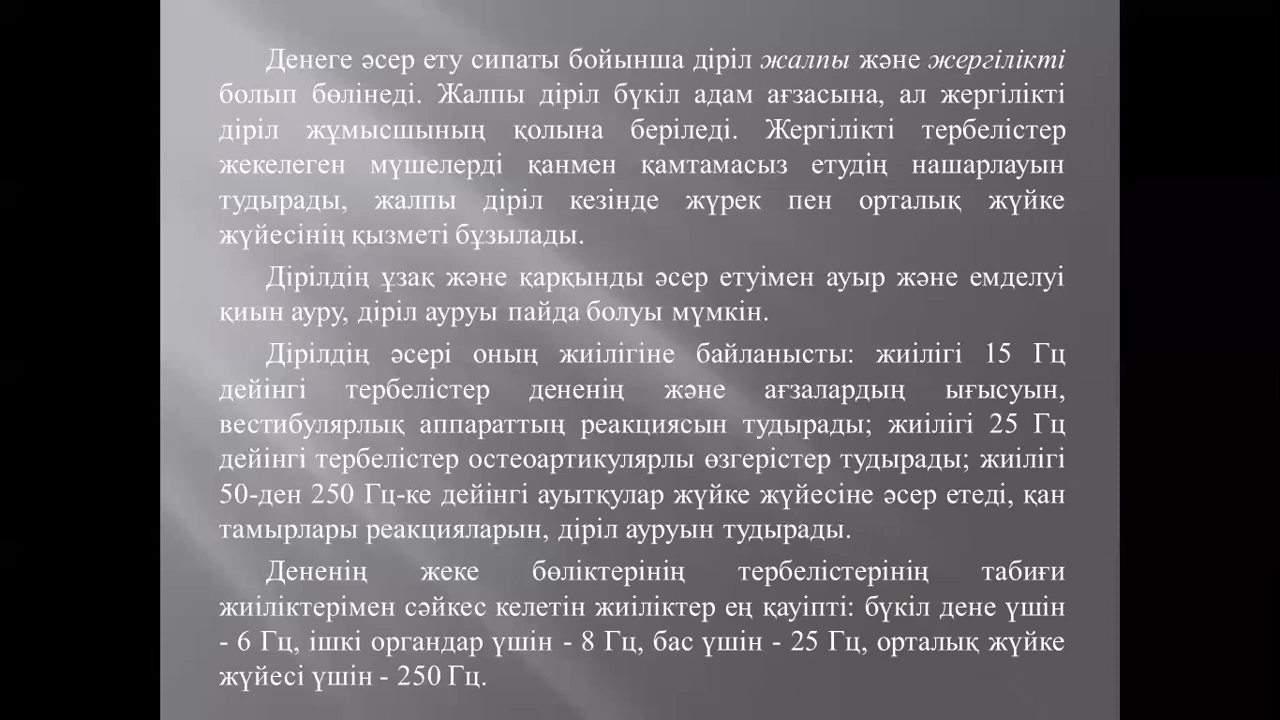 Денеге әсер ету сипаты бойынша діріл жалпы және жергілікті
болып бөлінеді. Жалпы діріл бүкіл адам ағзасына, ал жергілікті
діріл жұмысшының қолына беріледі. Жергілікті тербелістер
жекелеген мүшелерді қанмен қамтамасыз етудің нашарлауын
тудырады, жалпы діріл кезінде жүрек пен орталық жүйке
жүйесінің қызметі бұзылады.
Дірілдің ұзақ және қарқынды әсер етуімен ауыр және емделуі
қиын ауру, діріл ауруы пайда болуы мүмкін.
Дірілдің әсері оның жиілігіне байланысты: жиілігі 15 Гц
дейінгі тербелістер дененің және ағзалардың ығысуын,
вестибулярлық аппараттың реакциясын тудырады; жиілігі 25 Гц
дейінгі тербелістер остеоартикулярлы өзгерістер тудырады; жиілігі
50-ден 250 Гц-ке дейінгі ауытқулар жүйке жүйесіне әсер етеді, қан
тамырлары реакцияларын, діріл ауруын тудырады.
Дененің жеке бөліктерінің тербелістерінің табиғи
жиіліктерімен сәйкес келетін жиіліктер ең қауіпті: бүкіл дене үшін
- 6 Гц, ішкі органдар үшін - 8 Гц, бас үшін - 25 Гц, орталық жүйке
жүйесі үшін - 250 Гц.